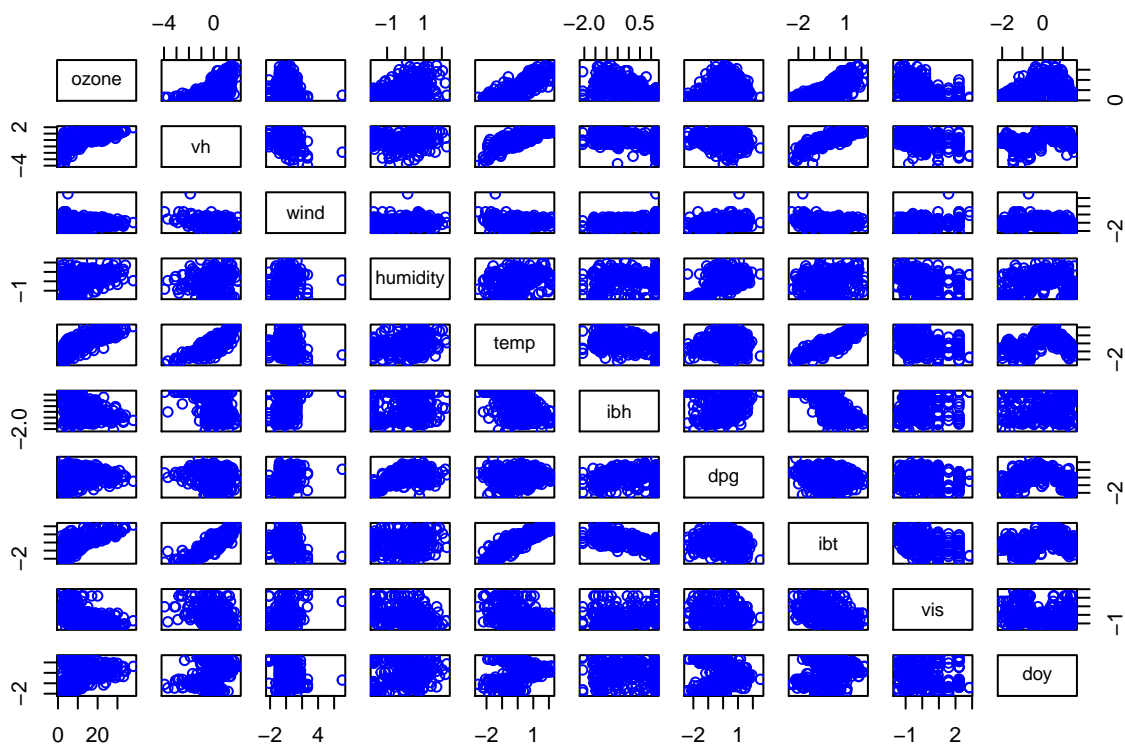 −4 0 −1 1 −2.0 0.5 −2 1 −2 0
ozone 0
2 −4 vh
wind −2
−1 humidity
temp −2
−2.0 ibh
dpg −2
−2 ibt
vis −1
−2 doy
0 20 −2 4 −2 1 −2 1 −1 2